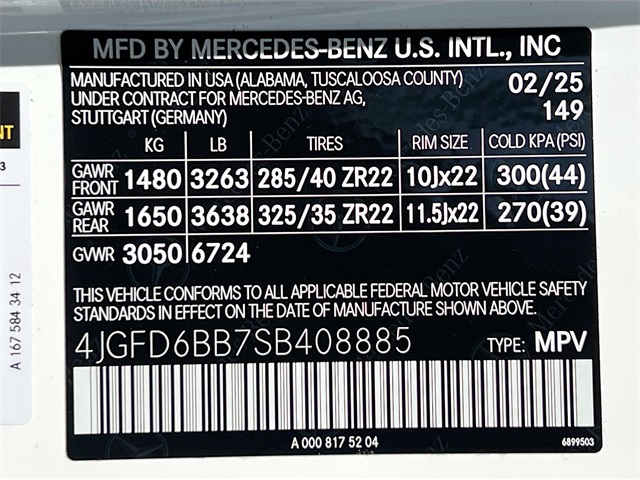 MFD BY MERCEDES-BENZ U.S. INTL., INC
MANUFACTURED IN USA (ALABAMA, TUSCALOOSA COUNTY) 02/25
UNDER CONTRACT FOR MERCEDES-BENZ AG, 149
STUTTGART (GERMANY)
KG LB TIRES RIM SIZE COLD KPA (PSI)
GAWR FRONT 1480 3263 285/40 ZR22 10Jx22 300(44)
GAWR REAR 1650 3638 325/35 ZR22 11.5Jx22 270(39)
GVWR 3050 6724
THIS VEHICLE CONFORMS TO ALL APPLICABLE FEDERAL MOTOR VEHICLE SAFETY
STANDARDS IN EFFECT ON THE DATE OF MANUFACTURE SHOWN ABOVE.
4JGFD6BB7SB408885 TYPE: MPV
A 000 817 52 04 6899503
A 167 584 34 12